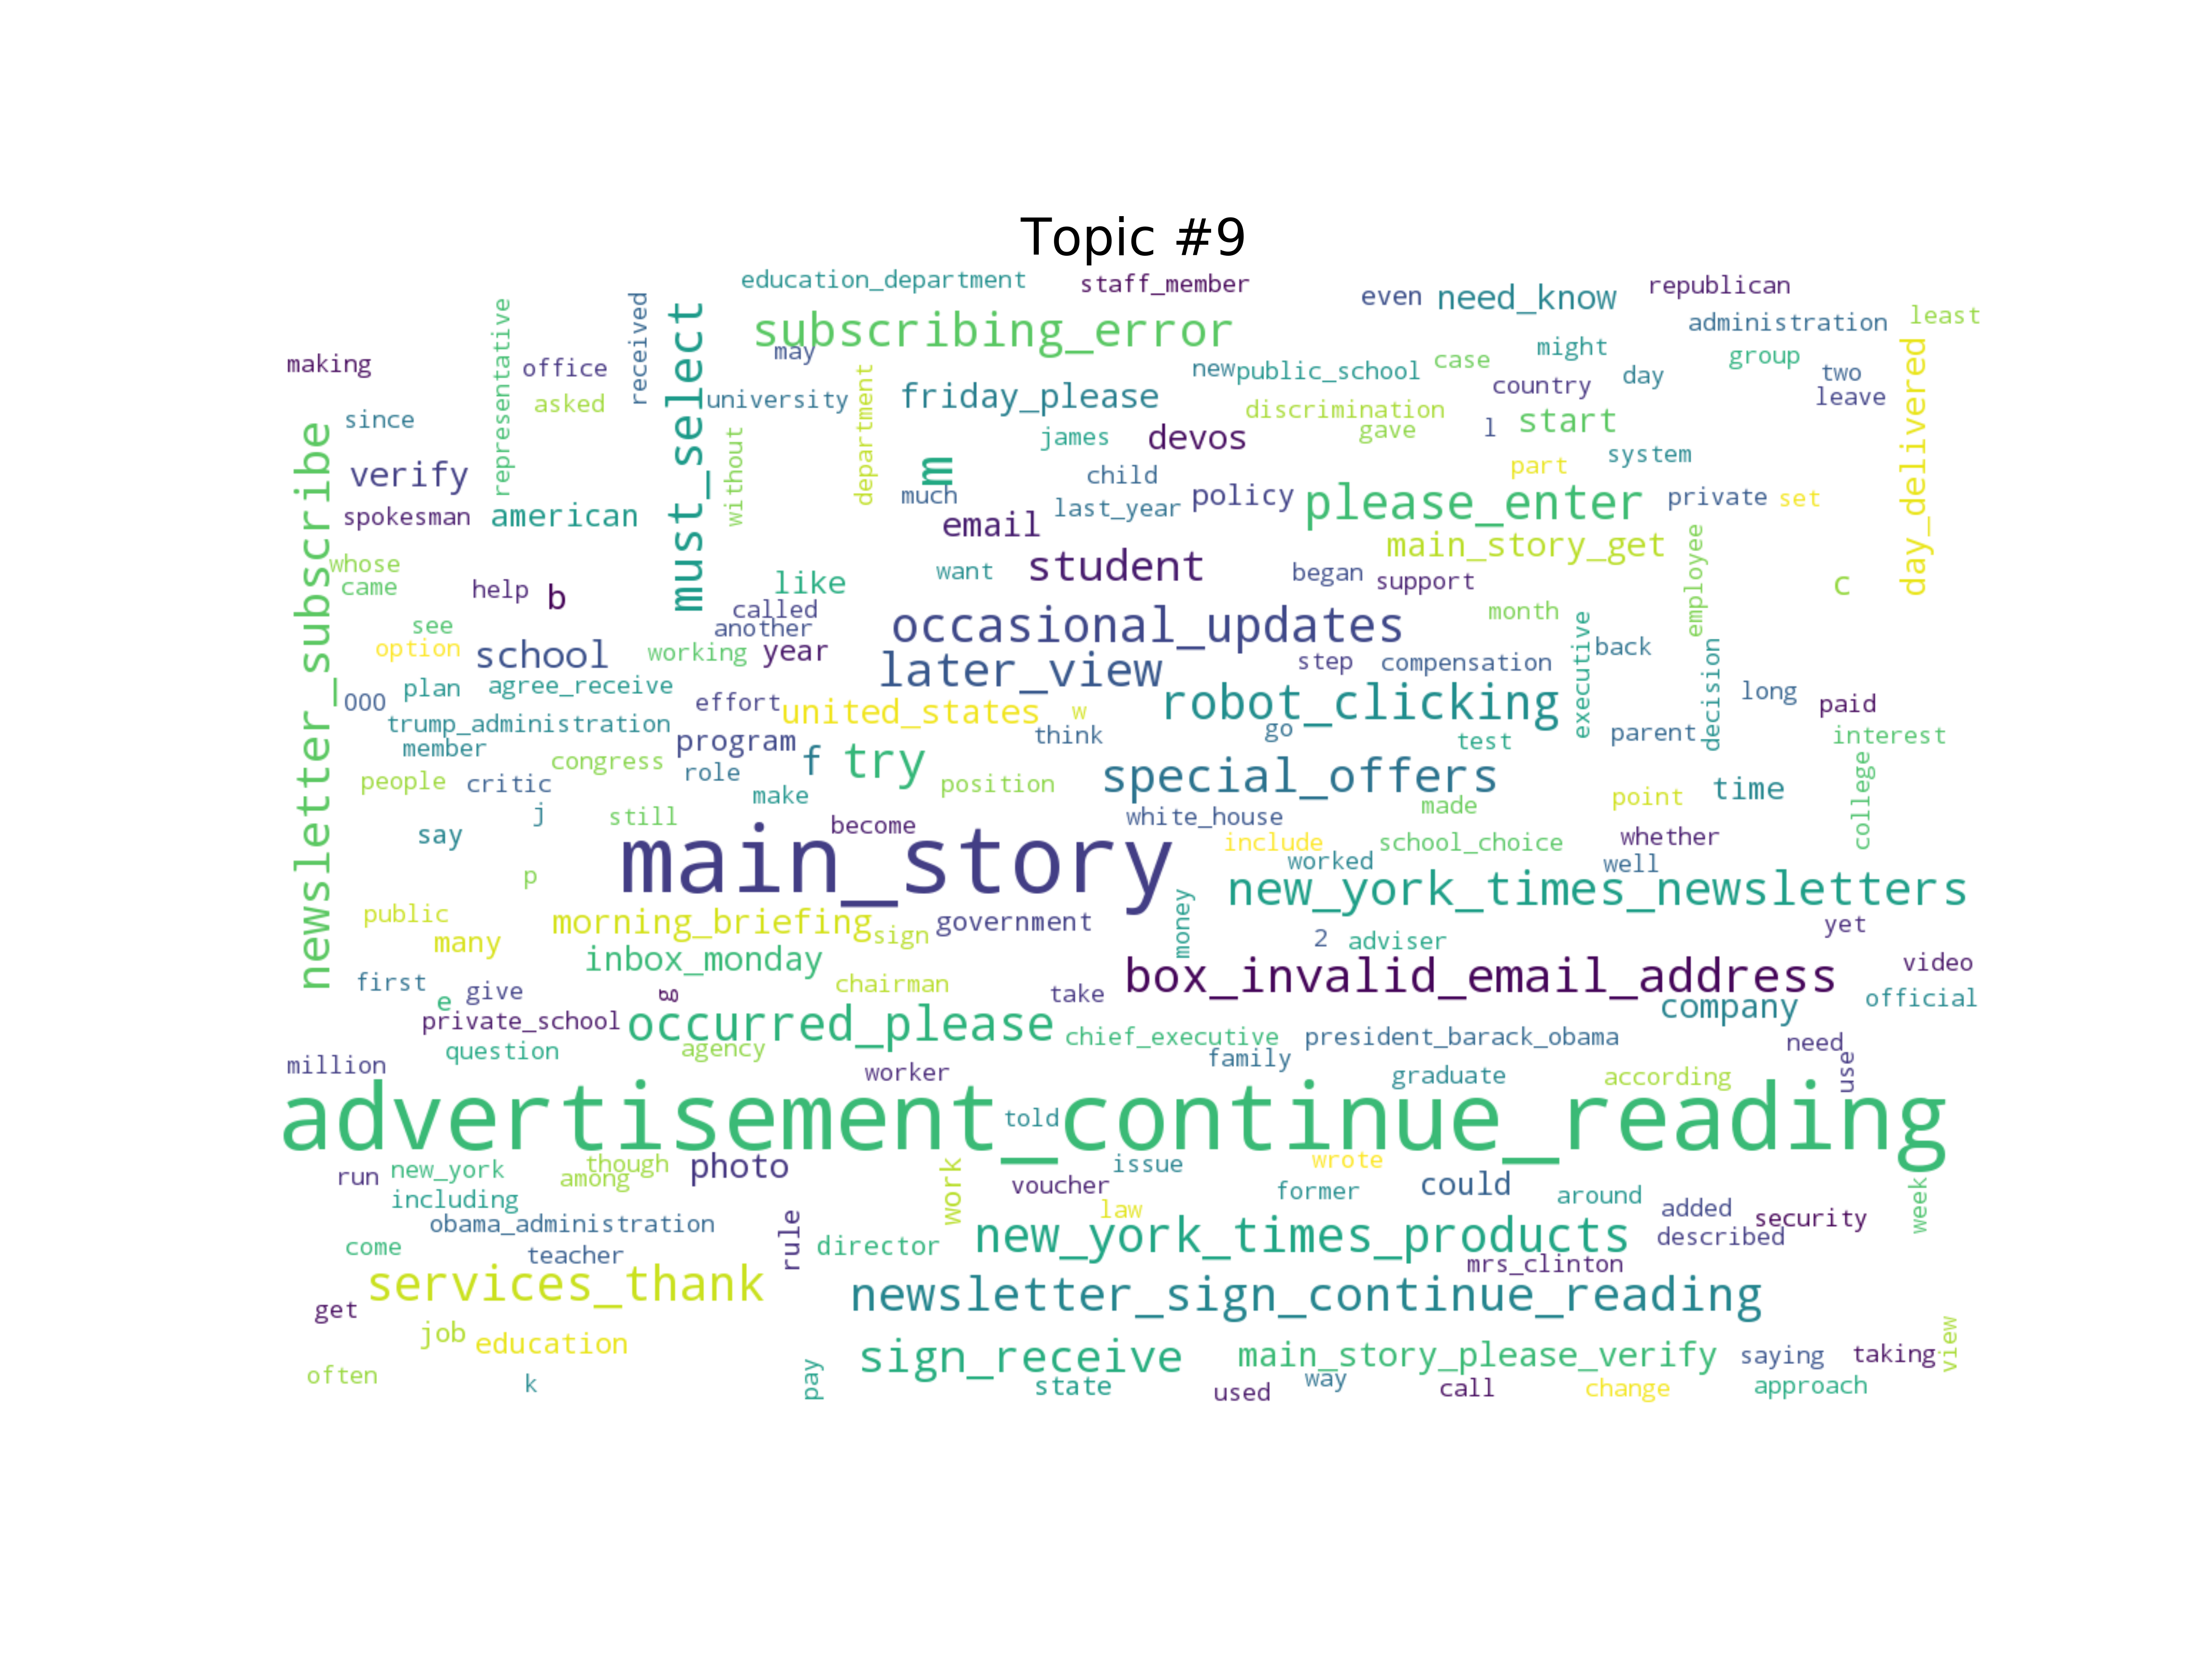 Topic #9
education_department
staff_member
even
need_know
republican
administration
least
subscribing_error
making
representative
office
received
must_select
may
new
public_school
case
might
group
day
two
country
leave
day_delivered
asked
university
department
friday_please
discrimination
gave
l
start
since
newsletter_subscribe
without
james
devos
system
part
verify
m
child
much
last_year
policy
please_enter
private
set
spokesman
american
email
main_story_get
employee
whose
came
help
b
like
want
student
began
support
c
called
another
month
see
occasional_updates
executive
back
decision
option
school
working
year
later_view
step
compensation
long
000
plan
agree_receive
effort
united_states
w
robot_clicking
paid
trump_administration
member
program
f
try
think
go
test
parent
interest
congress
role
people
critic
position
special_offers
time
college
make
made
point
j
still
say
become
main_story
white_house
include
school_choice
whether
worked
well
p
new_york_times_newsletters
public
morning_briefing
sign
government
money
yet
many
2
adviser
inbox_monday
box_invalid_email_address
video
first
e
give
g
chairman
take
official
company
private_school
occurred_please
chief_executive
president_barack_obama
need
question
agency
family
use
million
worker
graduate
according
advertisement_continue_reading
told
run
new_york
though
among
photo
work
issue
wrote
voucher
former
could
around
including
law
added
security
week
obama_administration
rule
described
come
teacher
director
new_york_times_products
mrs_clinton
services_thank
newsletter_sign_continue_reading
get
job
education
view
sign_receive
main_story_please_verify
saying
taking
often
k
pay
state
used
way
call
change
approach